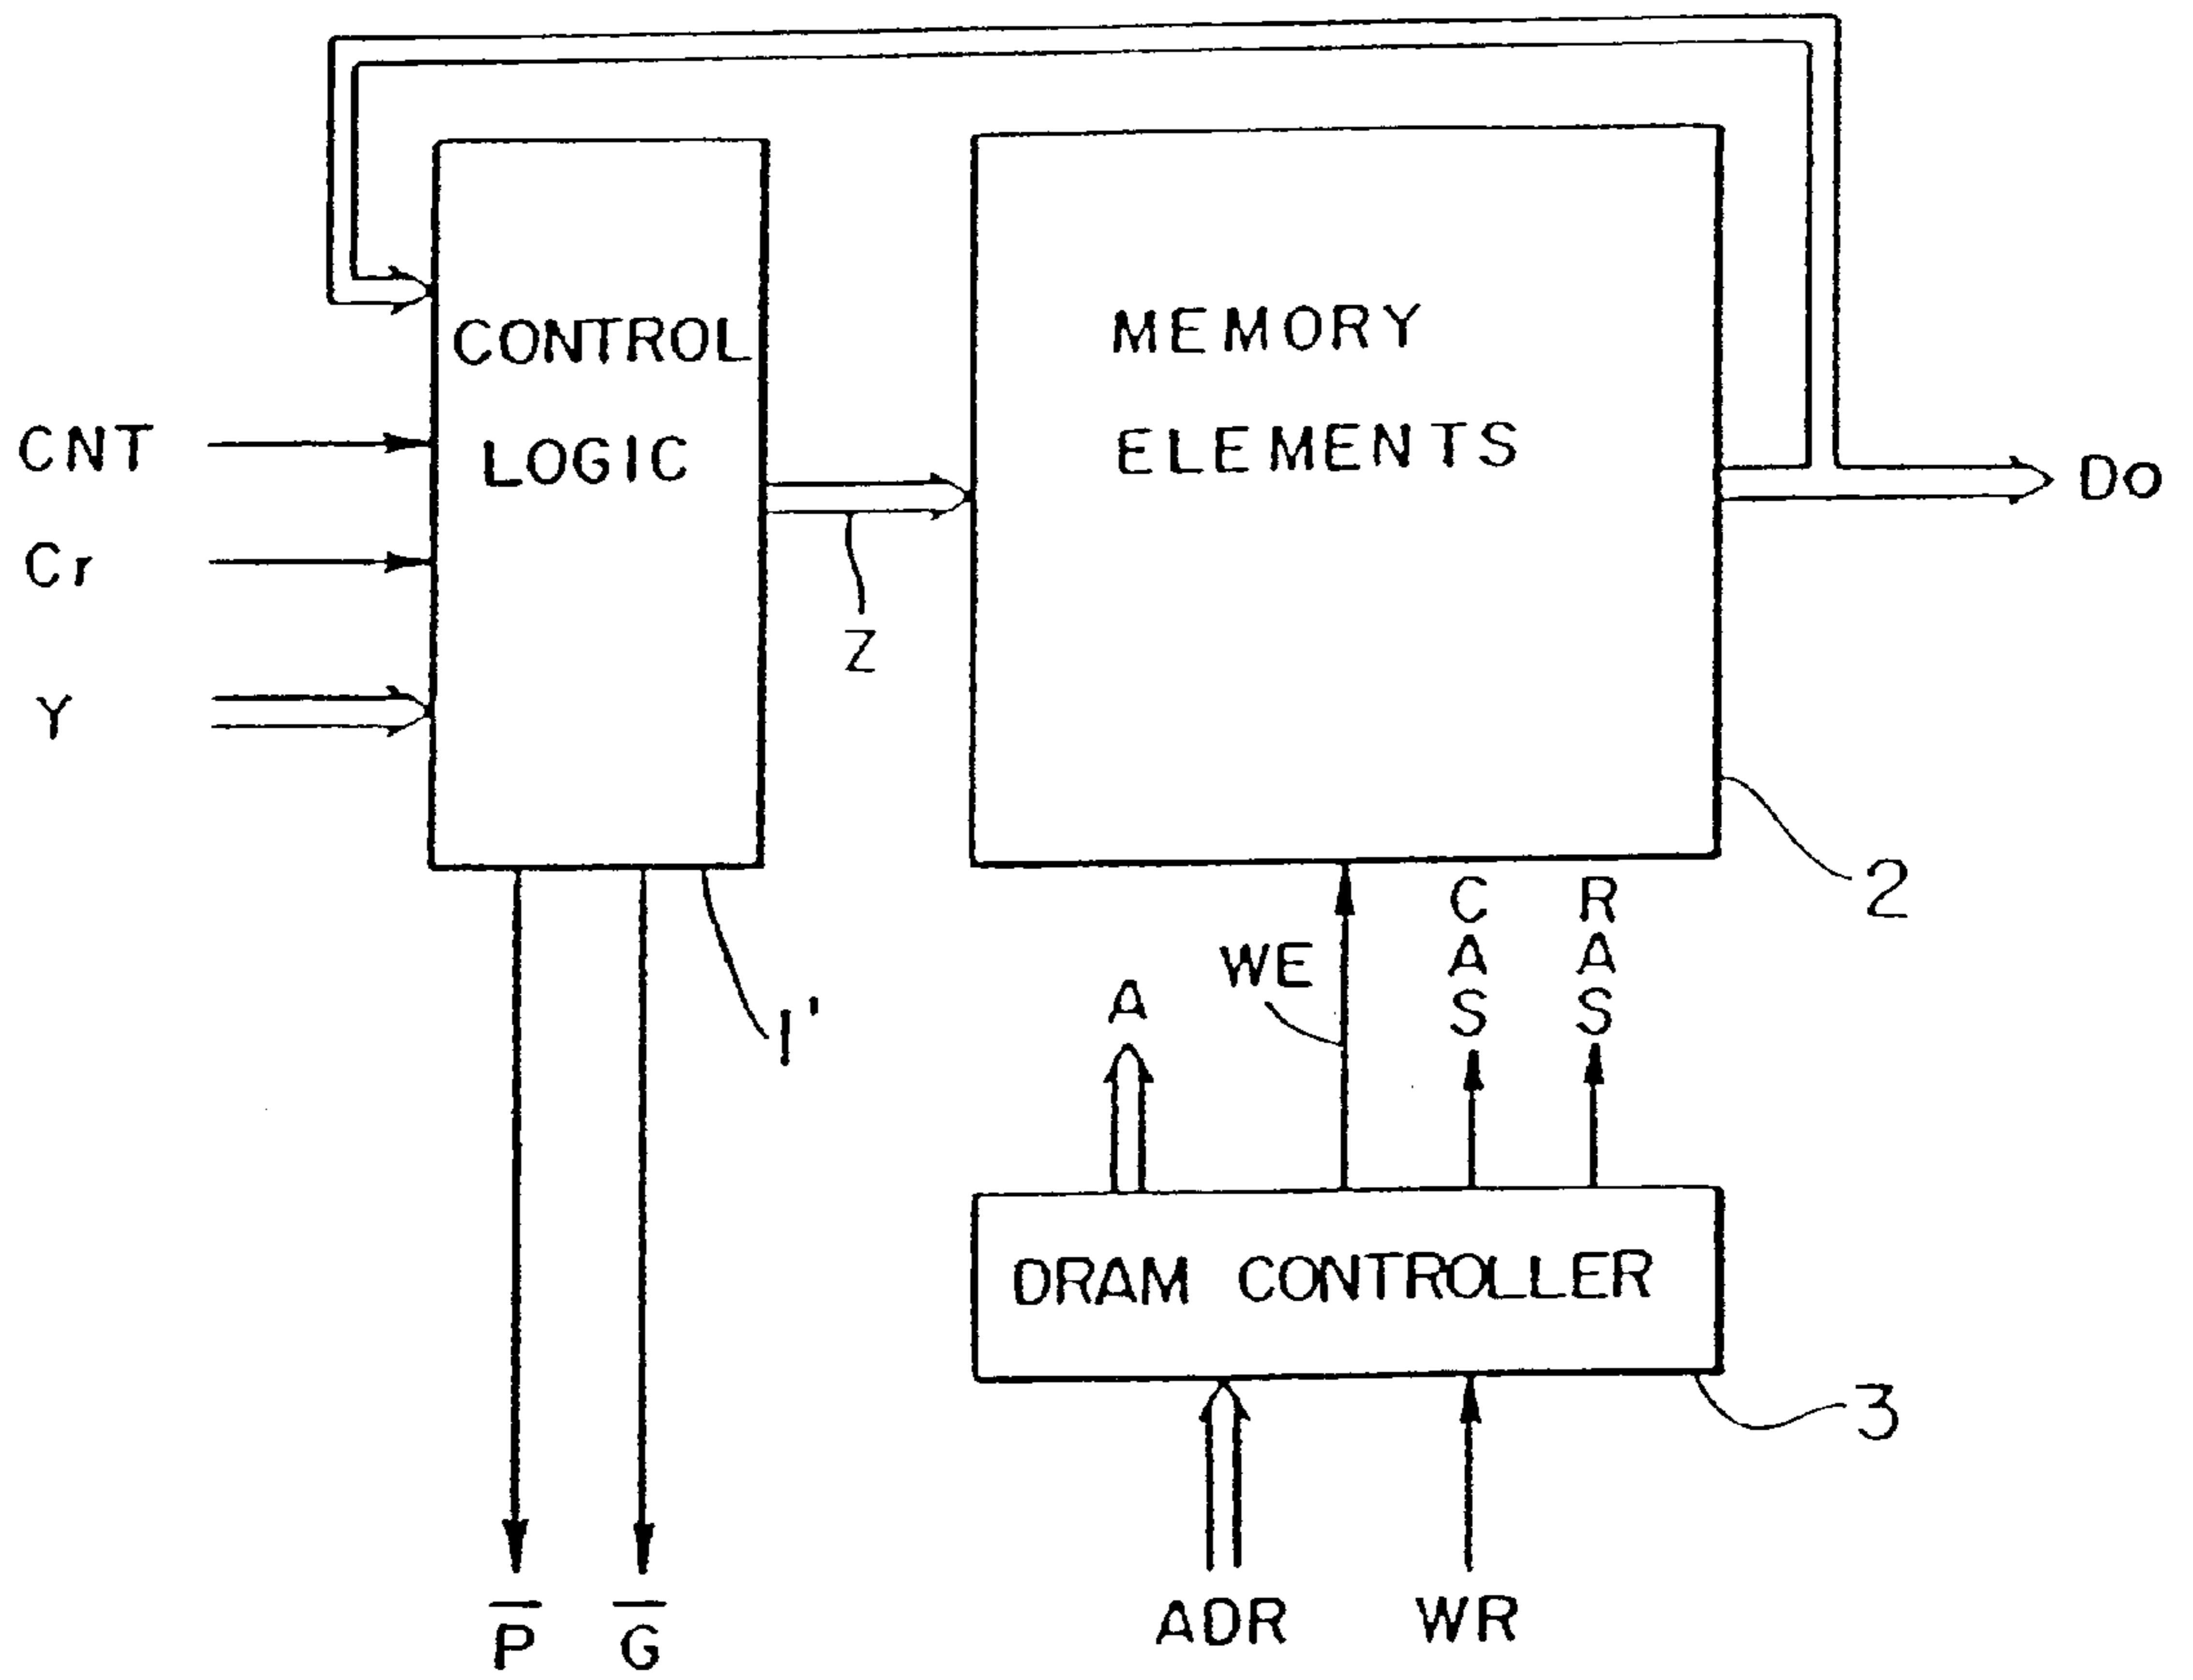 CONTROL
LOGIC
MEMORY
ELEMENTS
CNT
Cr
Y
Z
Do
2
1'
A
WE
CAS
RAS
DRAM CONTROLLER
3
P̅
G̅
ADR
WR